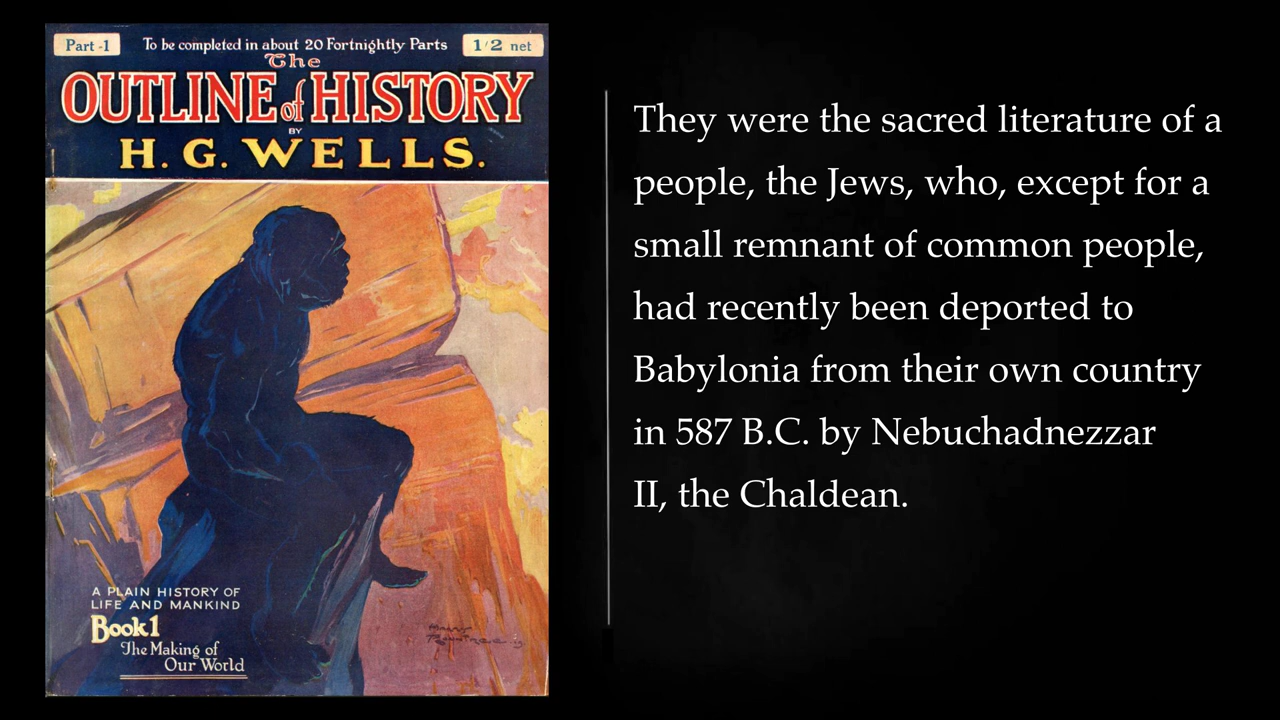 Part -1
To be completed in about 20 Fortnightly Parts
1/2 net
The
OUTLINE of HISTORY
BY
H. G. WELLS.
A PLAIN HISTORY OF
LIFE AND MANKIND
Book 1
The Making of
Our World
They were the sacred literature of a
people, the Jews, who, except for a
small remnant of common people,
had recently been deported to
Babylonia from their own country
in 587 B.C. by Nebuchadnezzar
II, the Chaldean.